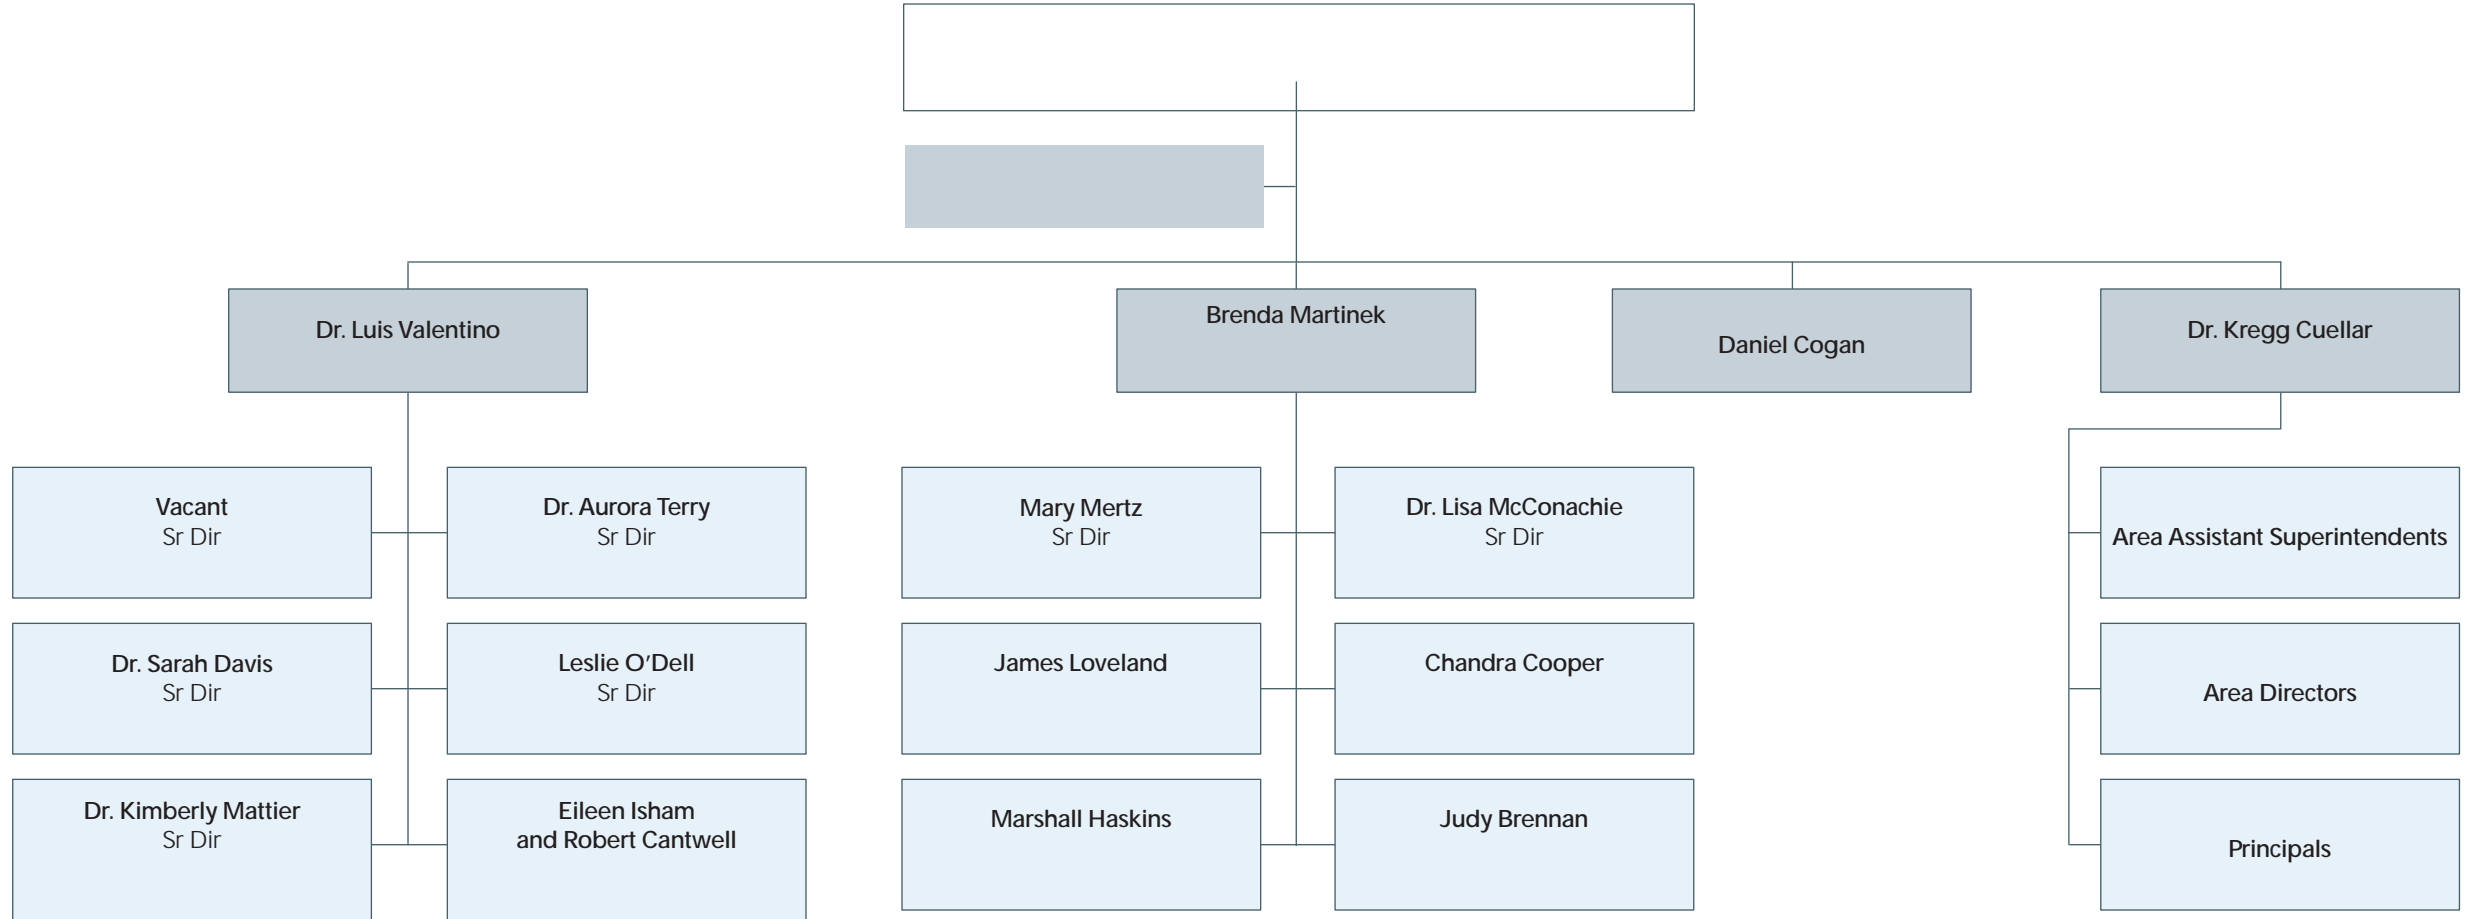 Dr. Luis Valentino
Brenda Martinek
Daniel Cogan
Dr. Kregg Cuellar
Vacant
Sr Dir
Dr. Aurora Terry
Sr Dir
Mary Mertz
Sr Dir
Dr. Lisa McConachie
Sr Dir
Area Assistant Superintendents
Dr. Sarah Davis
Sr Dir
Leslie O’Dell
Sr Dir
James Loveland
Chandra Cooper
Area Directors
Dr. Kimberly Mattier
Sr Dir
Eileen Isham
and Robert Cantwell
Marshall Haskins
Judy Brennan
Principals